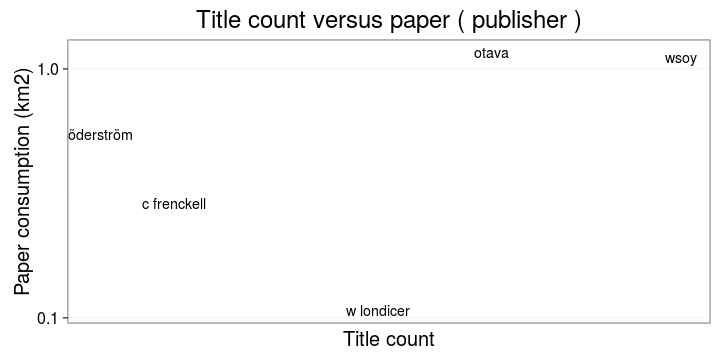 Title count versus paper ( publisher )
otava
wsoy
1.0
öderström
Paper consumption (km2)
c frenckell
w londicer
0.1
Title count